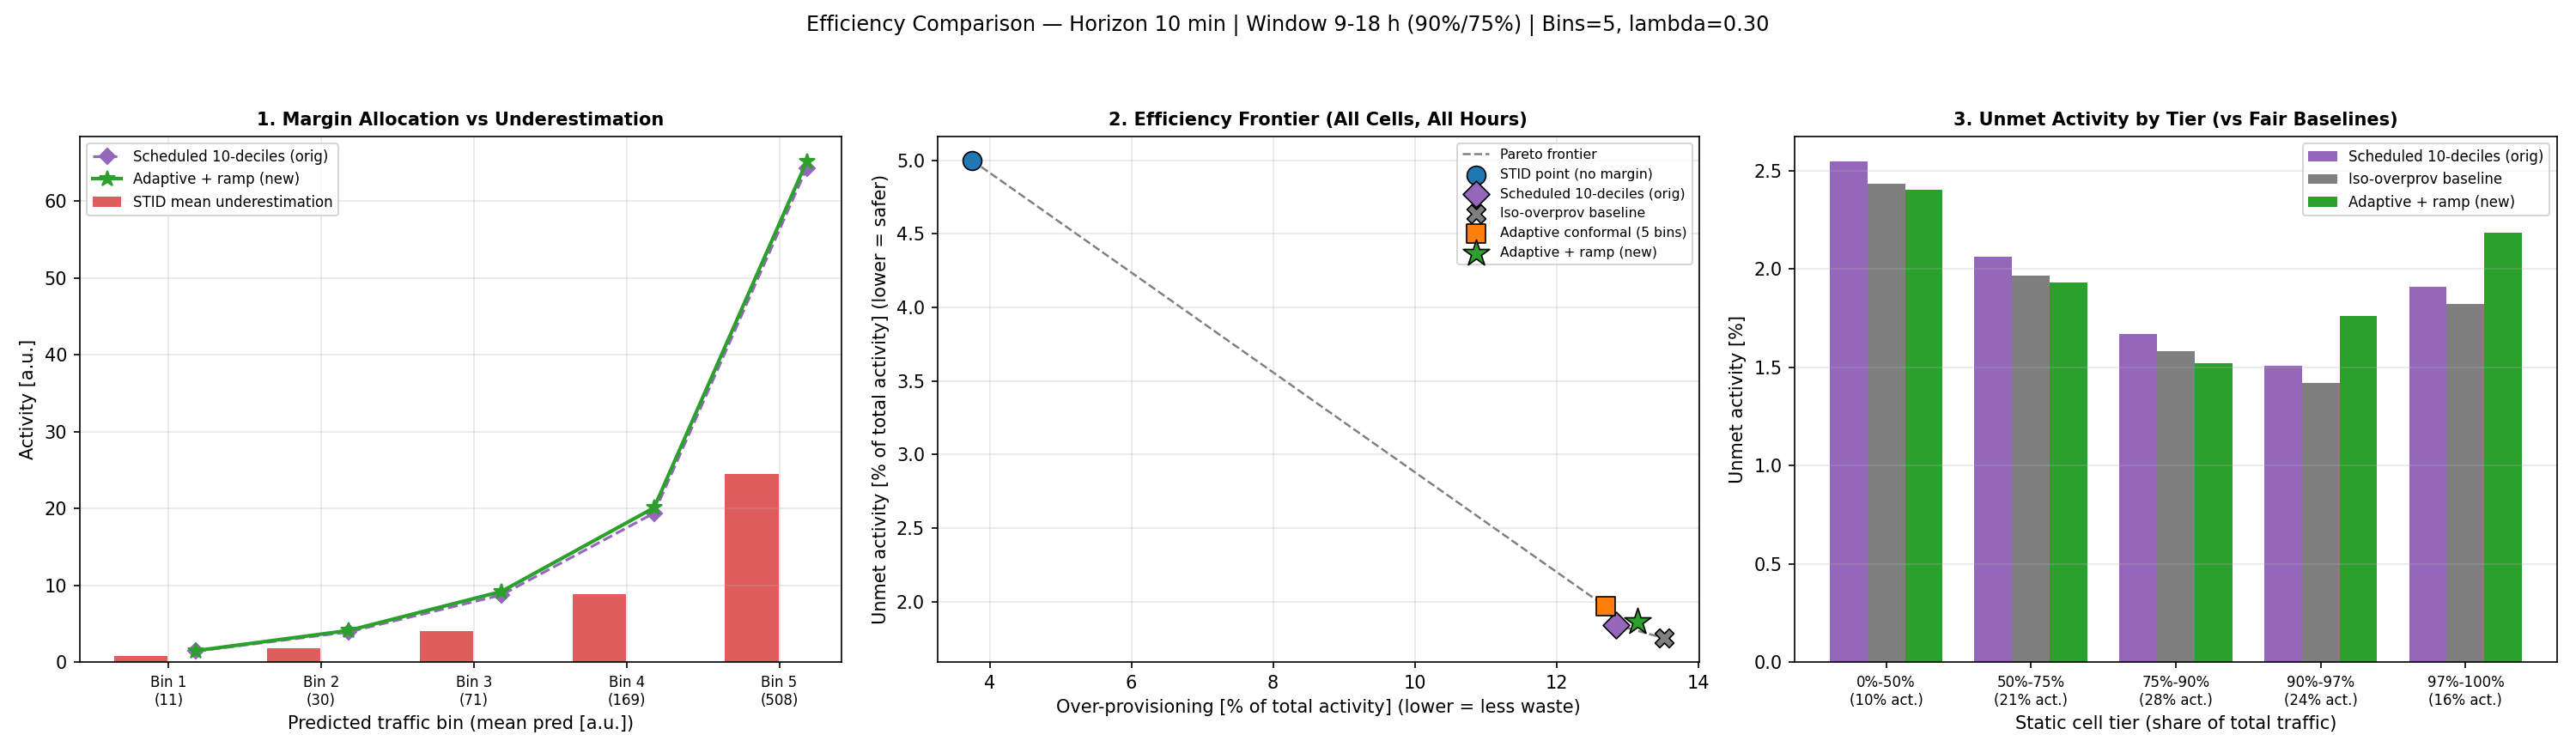 Efficiency Comparison — Horizon 10 min | Window 9-18 h (90%/75%) | Bins=5, lambda=0.30
1. Margin Allocation vs Underestimation
Scheduled 10-deciles (orig)
Adaptive + ramp (new)
STID mean underestimation
Activity [a.u.]
60
50
40
30
20
10
0
Bin 1
(11)
Bin 2
(30)
Bin 3
(71)
Bin 4
(169)
Bin 5
(508)
Predicted traffic bin (mean pred [a.u.])
2. Efficiency Frontier (All Cells, All Hours)
Pareto frontier
STID point (no margin)
Scheduled 10-deciles (orig)
Iso-overprov baseline
Adaptive conformal (5 bins)
Adaptive + ramp (new)
Unmet activity [% of total activity] (lower = safer)
5.0
4.5
4.0
3.5
3.0
2.5
2.0
4
6
8
10
12
14
Over-provisioning [% of total activity] (lower = less waste)
3. Unmet Activity by Tier (vs Fair Baselines)
Scheduled 10-deciles (orig)
Iso-overprov baseline
Adaptive + ramp (new)
Unmet activity [%]
2.5
2.0
1.5
1.0
0.5
0.0
0%-50%
(10% act.)
50%-75%
(21% act.)
75%-90%
(28% act.)
90%-97%
(24% act.)
97%-100%
(16% act.)
Static cell tier (share of total traffic)